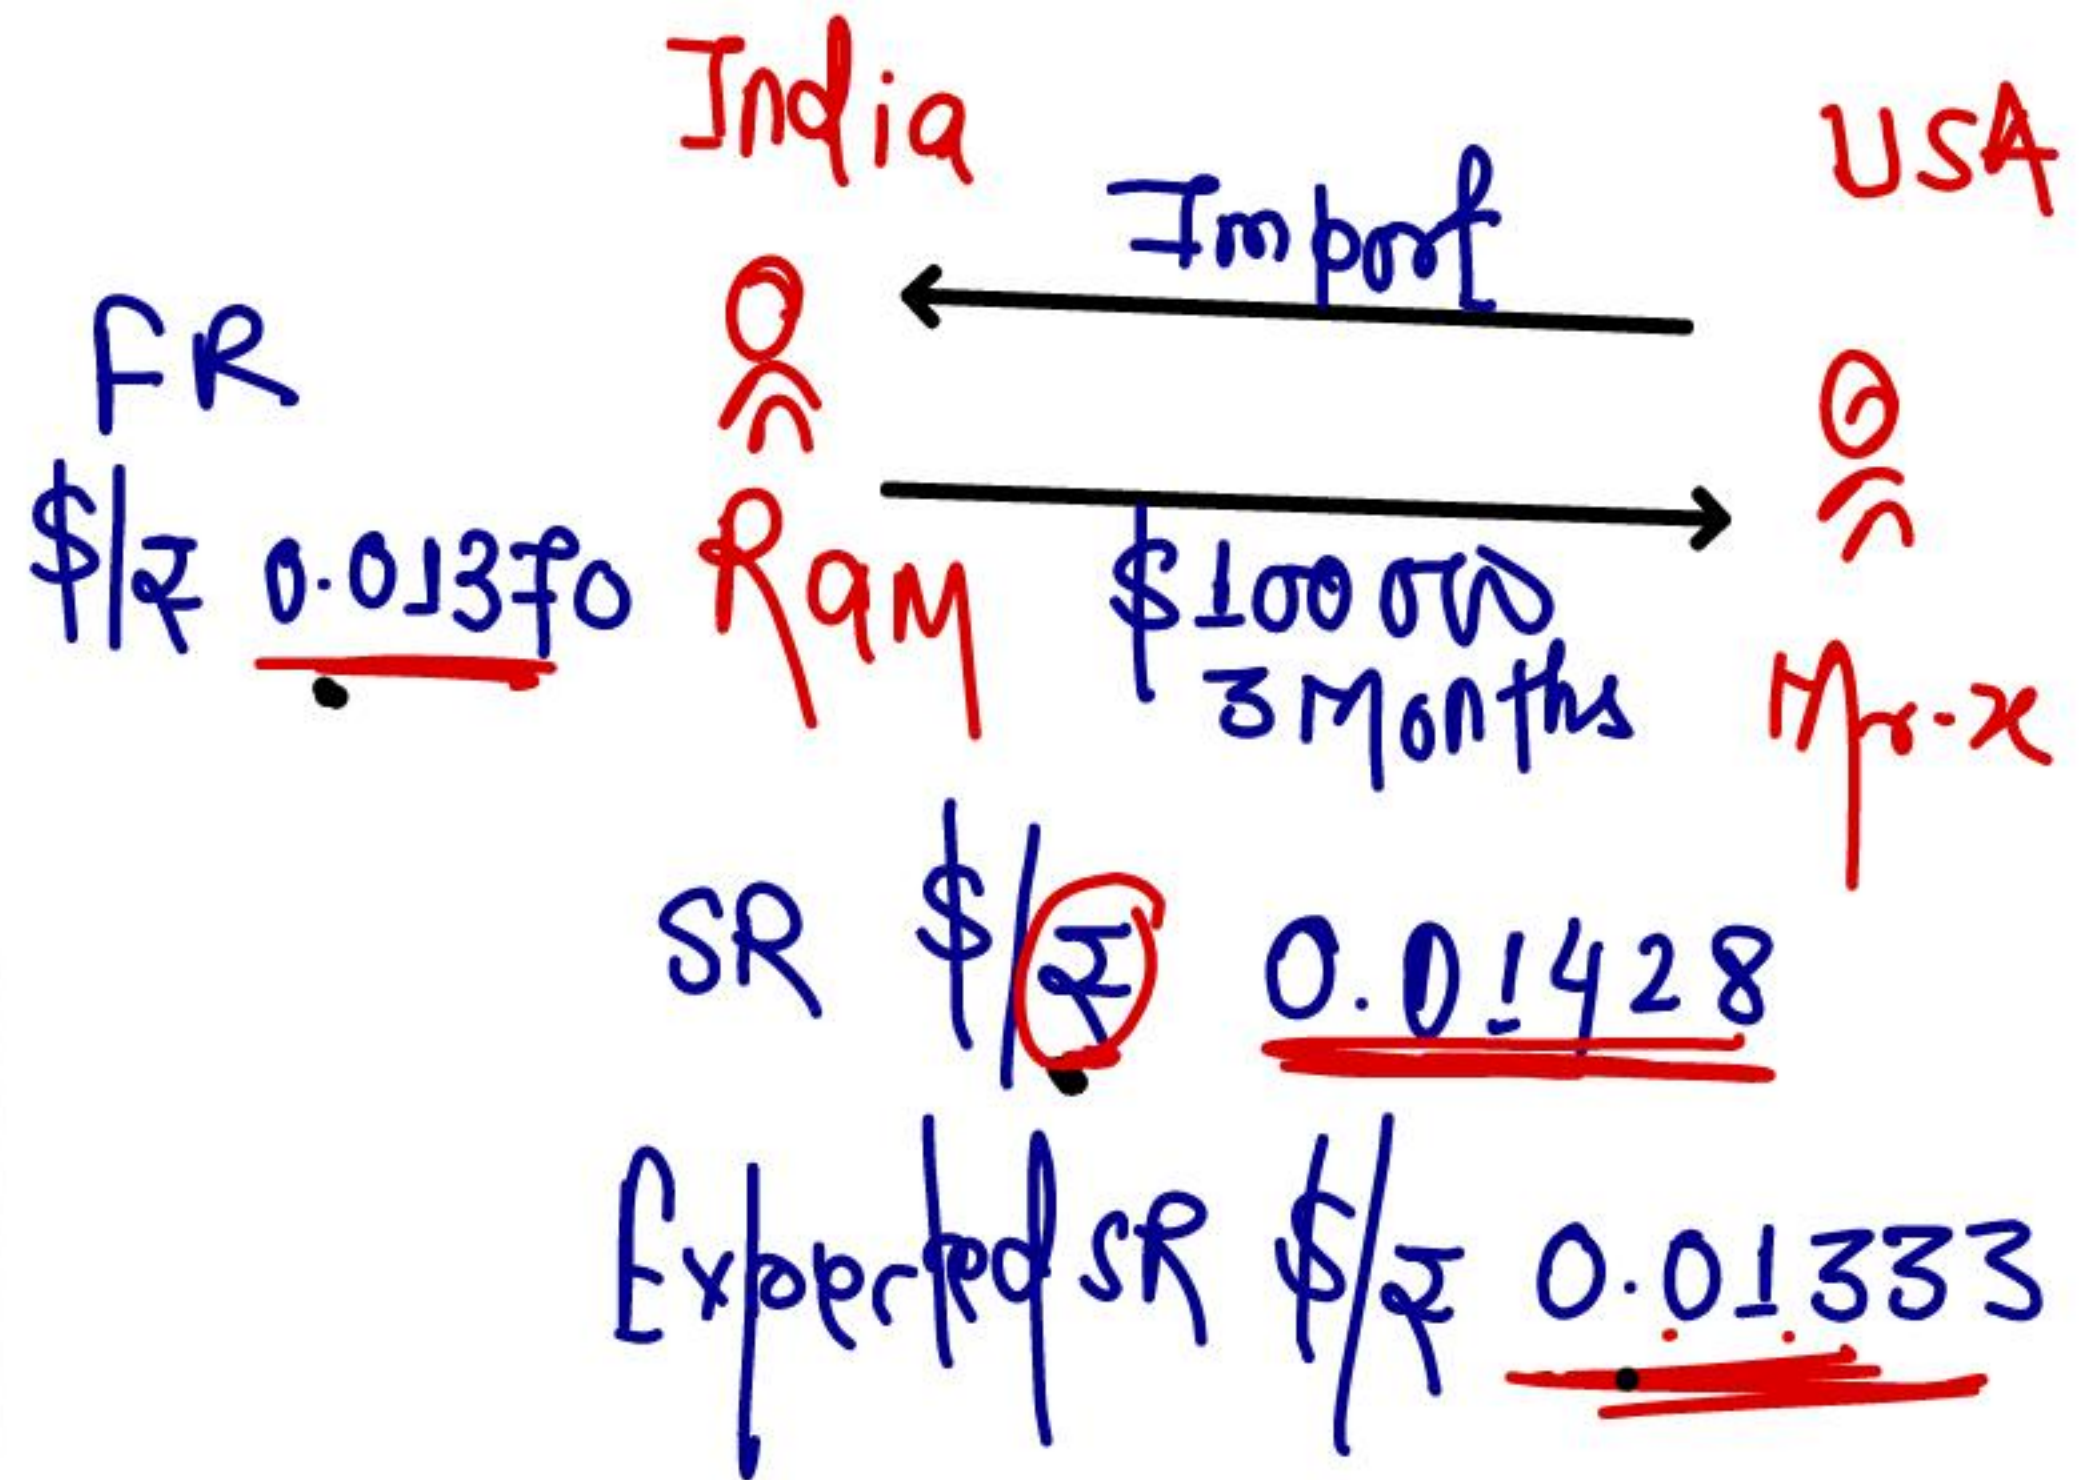 India
USA
Import
FR
$/₹ 0.01370
Ram
$100000
3 Months
Mr. x
SR $/₹ 0.01428
Expected SR $/₹ 0.01333